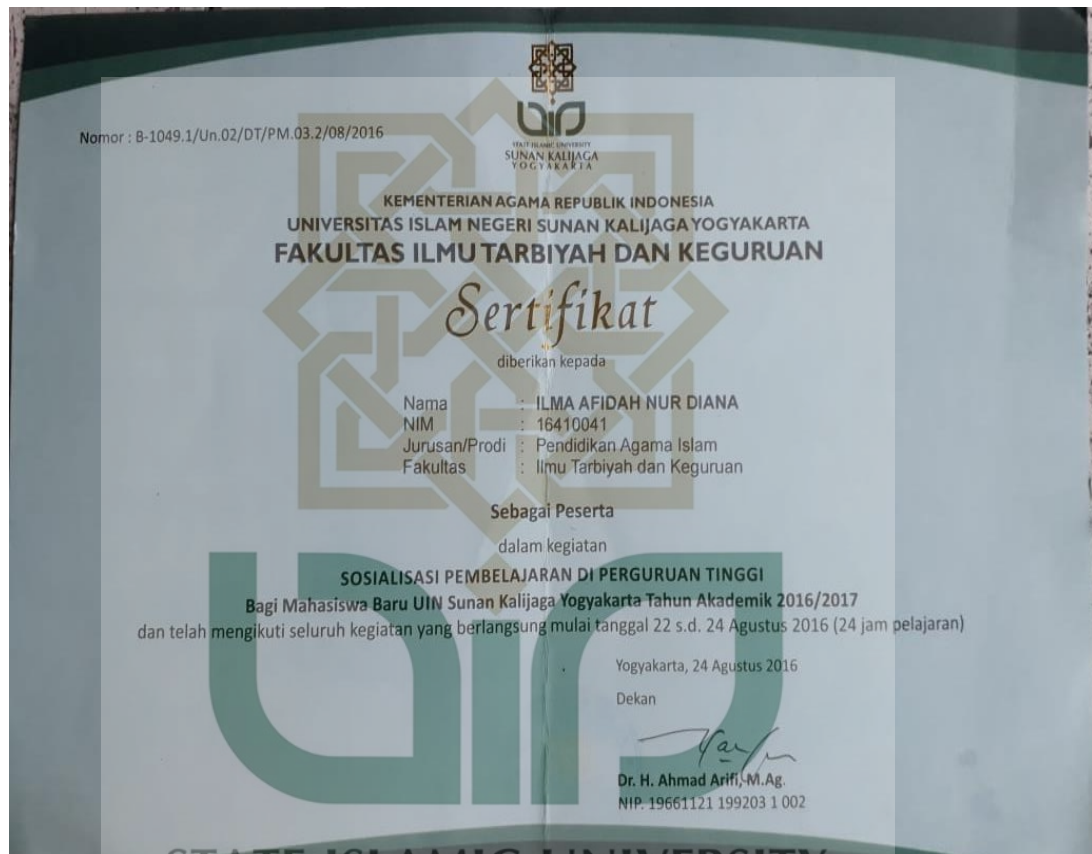 Nomor : B-1049.1/Un.02/DT/PM.03.2/08/2016
STATE ISLAMIC UNIVERSITY
SUNAN KALIJAGA
YOGYAKARTA
KEMENTERIAN AGAMA REPUBLIK INDONESIA
UNIVERSITAS ISLAM NEGERI SUNAN KALIJAGA YOGYAKARTA
FAKULTAS ILMU TARBIYAH DAN KEGURUAN
Sertifikat
diberikan kepada
Nama : ILMA AFIDAH NUR DIANA
NIM : 16410041
Jurusan/Prodi : Pendidikan Agama Islam
Fakultas : Ilmu Tarbiyah dan Keguruan
Sebagai Peserta
dalam kegiatan
SOSIALISASI PEMBELAJARAN DI PERGURUAN TINGGI
Bagi Mahasiswa Baru UIN Sunan Kalijaga Yogyakarta Tahun Akademik 2016/2017
dan telah mengikuti seluruh kegiatan yang berlangsung mulai tanggal 22 s.d. 24 Agustus 2016 (24 jam pelajaran)
Yogyakarta, 24 Agustus 2016
Dekan
Dr. H. Ahmad Arifi, M.Ag.
NIP. 19661121 199203 1 002
STATE ISLAMIC UNIVERSITY